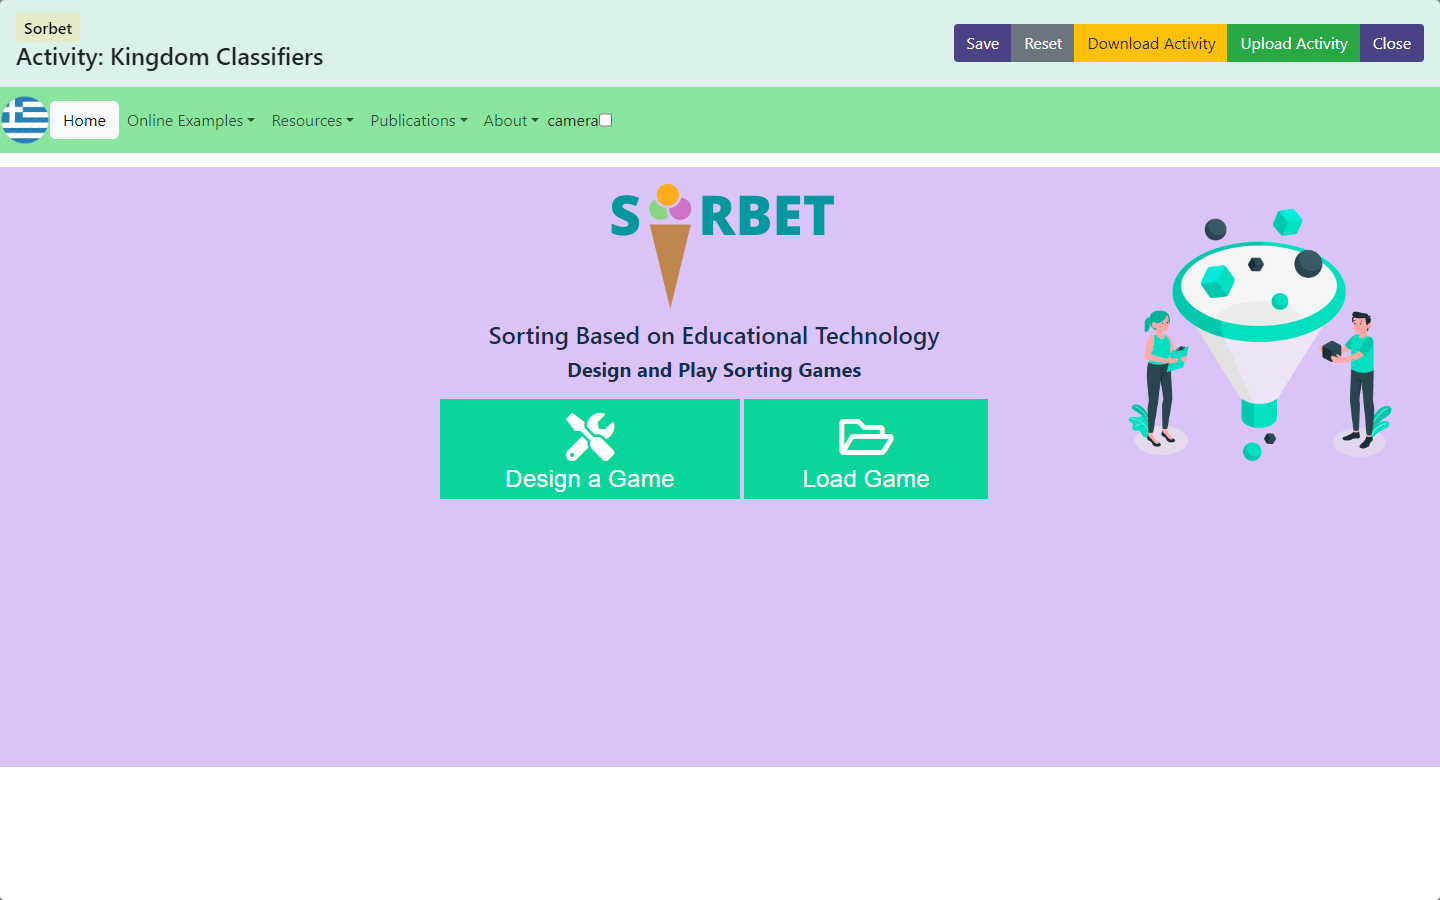 Sorbet
Activity: Kingdom Classifiers
Save Reset Download Activity Upload Activity Close
Home Online Examples Resources Publications About camera
S RBET
Sorting Based on Educational Technology
Design and Play Sorting Games
Design a Game Load Game